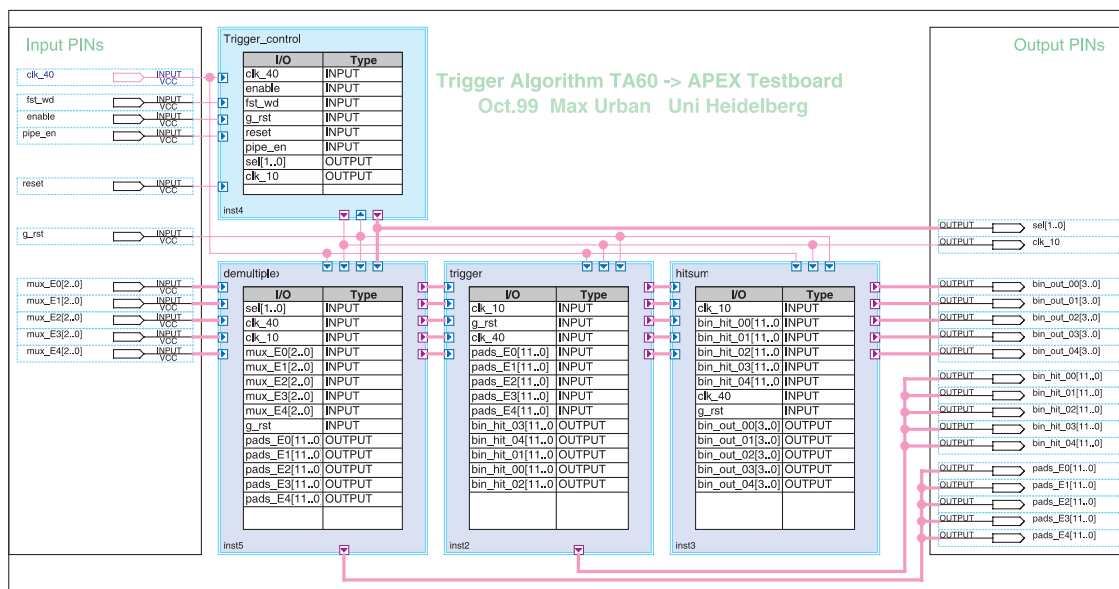 Input PINs
clk_40 INPUT VCC
fst_wd INPUT VCC
enable INPUT VCC
pipe_en INPUT VCC
reset INPUT VCC
g_rst INPUT VCC
mux_E0[2..0] INPUT VCC
mux_E1[2..0] INPUT VCC
mux_E2[2..0] INPUT VCC
mux_E3[2..0] INPUT VCC
mux_E4[2..0] INPUT VCC
Trigger_control
I/O Type
clk_40 INPUT
enable INPUT
fst_wd INPUT
g_rst INPUT
reset INPUT
pipe_en INPUT
sel[1..0] OUTPUT
clk_10 OUTPUT
inst4
Trigger Algorithm TA60 -> APEX Testboard
Oct.99 Max Urban Uni Heidelberg
demultiplex
I/O Type
sel[1..0] INPUT
clk_40 INPUT
clk_10 INPUT
mux_E0[2..0] INPUT
mux_E1[2..0] INPUT
mux_E2[2..0] INPUT
mux_E3[2..0] INPUT
mux_E4[2..0] INPUT
g_rst INPUT
pads_E0[11..0 OUTPUT
pads_E1[11..0 OUTPUT
pads_E2[11..0 OUTPUT
pads_E3[11..0 OUTPUT
pads_E4[11..0 OUTPUT
inst5
trigger
I/O Type
clk_10 INPUT
g_rst INPUT
clk_40 INPUT
pads_E0[11..0] INPUT
pads_E1[11..0] INPUT
pads_E2[11..0] INPUT
pads_E3[11..0] INPUT
pads_E4[11..0] INPUT
bin_hit_03[11..0 OUTPUT
bin_hit_04[11..0 OUTPUT
bin_hit_01[11..0 OUTPUT
bin_hit_00[11..0 OUTPUT
bin_hit_02[11..0 OUTPUT
inst2
hitsum
I/O Type
clk_10 INPUT
bin_hit_00[11..0 INPUT
bin_hit_01[11..0 INPUT
bin_hit_02[11..0 INPUT
bin_hit_03[11..0 INPUT
bin_hit_04[11..0 INPUT
clk_40 INPUT
g_rst INPUT
bin_out_00[3..0] OUTPUT
bin_out_01[3..0] OUTPUT
bin_out_02[3..0] OUTPUT
bin_out_03[3..0] OUTPUT
bin_out_04[3..0] OUTPUT
inst3
Output PINs
OUTPUT sel[1..0]
OUTPUT clk_10
OUTPUT bin_out_00[3..0]
OUTPUT bin_out_01[3..0]
OUTPUT bin_out_02[3..0]
OUTPUT bin_out_03[3..0]
OUTPUT bin_out_04[3..0]
OUTPUT bin_hit_00[11..0]
OUTPUT bin_hit_01[11..0]
OUTPUT bin_hit_02[11..0]
OUTPUT bin_hit_03[11..0]
OUTPUT bin_hit_04[11..0]
OUTPUT pads_E0[11..0]
OUTPUT pads_E1[11..0]
OUTPUT pads_E2[11..0]
OUTPUT pads_E3[11..0]
OUTPUT pads_E4[11..0]